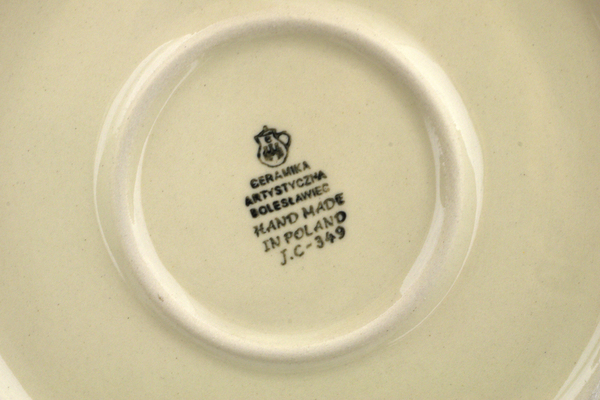 CERAMIKA
ARTYSTYCZNA
BOLESŁAWIEC
HAND MADE
IN POLAND
J.C-349